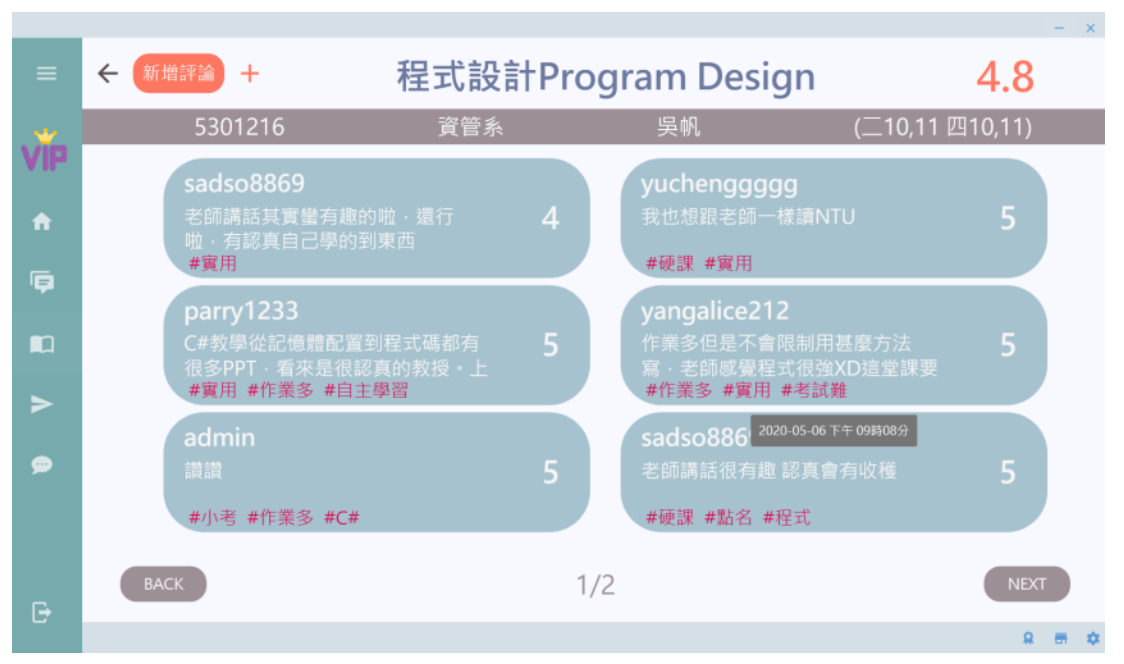 新增評論 +
程式設計Program Design
4.8
VIP
5301216 資管系 吳帆 (二10,11 四10,11)
sadso8869
老師講話其實蠻有趣的啦，還行
啦，有認真自己學的到東西
4
#實用
yuchenggggg
我也想跟老師一樣讀NTU
5
#硬課 #實用
parry1233
C#教學從記憶體配置到程式碼都有
很多PPT，看來是很認真的教授。上
5
#實用 #作業多 #自主學習
yangalice212
作業多但是不會限制用甚麼方法
寫，老師感覺程式很強XD這堂課要
5
#作業多 #實用 #考試難
admin
讚讚
5
#小考 #作業多 #C#
sadso886
2020-05-06 下午 09時08分
老師講話很有趣 認真會有收穫
5
#硬課 #點名 #程式
BACK
1/2
NEXT